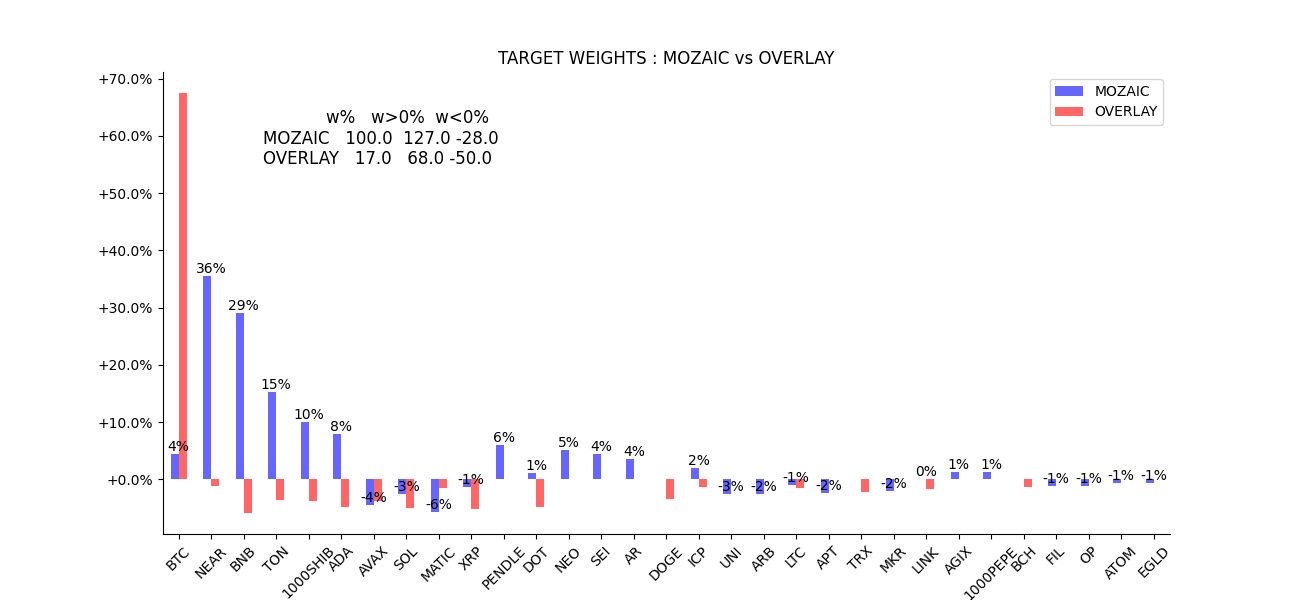 TARGET WEIGHTS : MOZAIC vs OVERLAY
+70.0%
+60.0%
+50.0%
+40.0%
+30.0%
+20.0%
+10.0%
+0.0%
w% w>0% w<0%
MOZAIC 100.0 127.0 -28.0
OVERLAY 17.0 68.0 -50.0
MOZAIC
OVERLAY
4%
36%
29%
15%
10%
8%
-4%
-3%
-6%
-1%
6%
1%
5%
4%
4%
2%
-3%
-2%
-1%
-2%
-2%
0%
1%
1%
-1%
-1%
-1%
-1%
BTC
NEAR
BNB
TON
1000SHIB
ADA
AVAX
SOL
MATIC
XRP
PENDLE
DOT
NEO
SEI
AR
DOGE
ICP
UNI
ARB
LTC
APT
TRX
MKR
LINK
AGIX
1000PEPE
BCH
FIL
OP
ATOM
EGLD